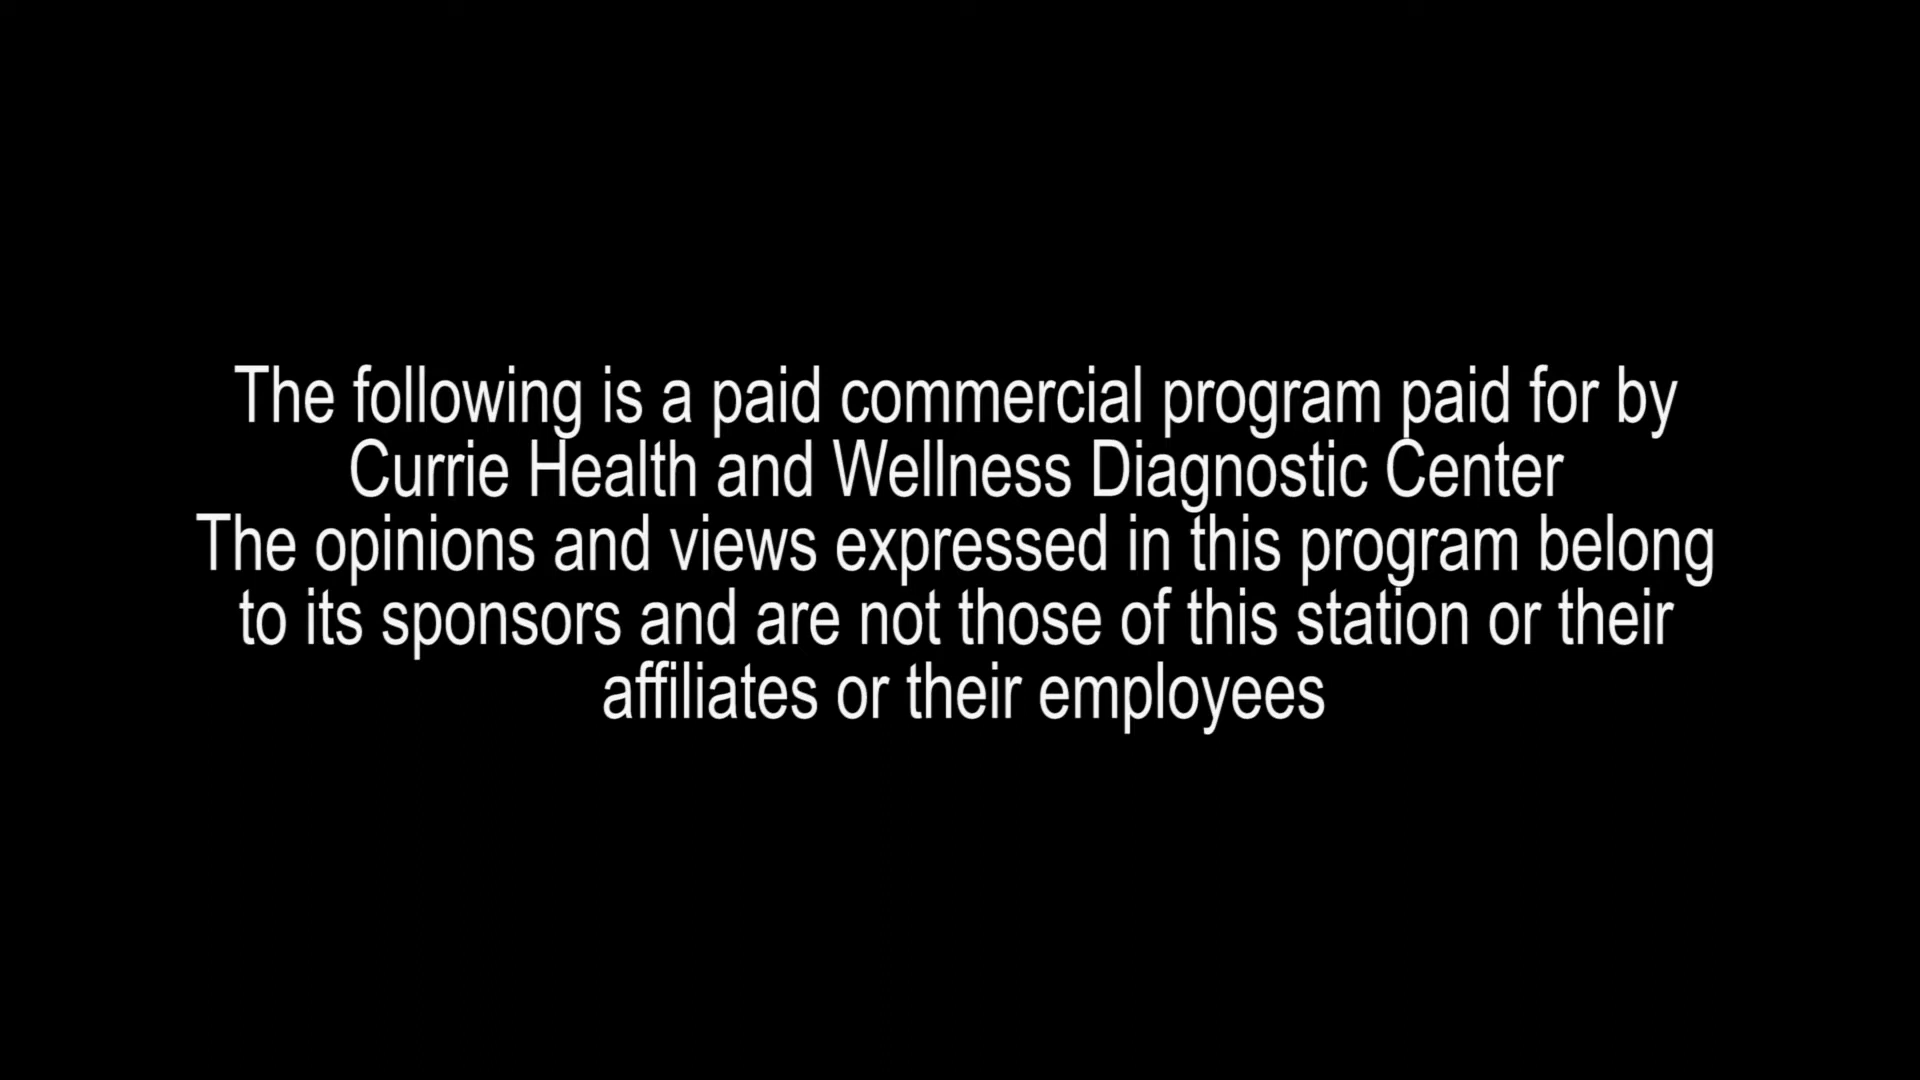 The following is a paid commercial program paid for by
Currie Health and Wellness Diagnostic Center
The opinions and views expressed in this program belong
to its sponsors and are not those of this station or their
affiliates or their employees